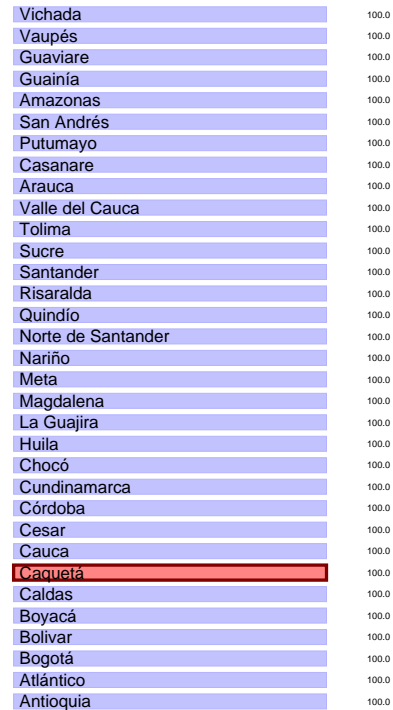 Vichada 100.0
Vaupés 100.0
Guaviare 100.0
Guainía 100.0
Amazonas 100.0
San Andrés 100.0
Putumayo 100.0
Casanare 100.0
Arauca 100.0
Valle del Cauca 100.0
Tolima 100.0
Sucre 100.0
Santander 100.0
Risaralda 100.0
Quindío 100.0
Norte de Santander 100.0
Nariño 100.0
Meta 100.0
Magdalena 100.0
La Guajira 100.0
Huila 100.0
Chocó 100.0
Cundinamarca 100.0
Córdoba 100.0
Cesar 100.0
Cauca 100.0
Caquetá 100.0
Caldas 100.0
Boyacá 100.0
Bolivar 100.0
Bogotá 100.0
Atlántico 100.0
Antioquia 100.0